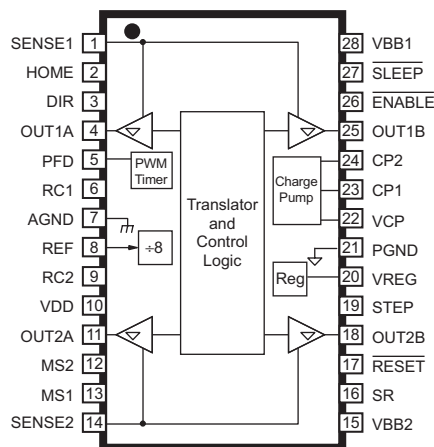 SENSE1 1
HOME 2
DIR 3
OUT1A 4
PFD 5
RC1 6
AGND 7
REF 8
RC2 9
VDD 10
OUT2A 11
MS2 12
MS1 13
SENSE2 14
PWM
Timer
÷8
Translator
and
Control
Logic
Charge
Pump
Reg
28 VBB1
27 SLEEP
26 ENABLE
25 OUT1B
24 CP2
23 CP1
22 VCP
21 PGND
20 VREG
19 STEP
18 OUT2B
17 RESET
16 SR
15 VBB2